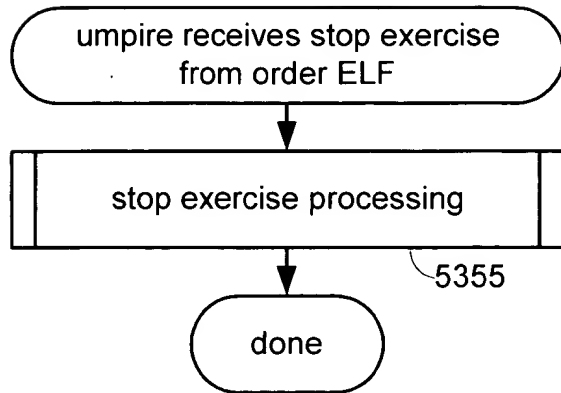 umpire receives stop exercise
from order ELF
stop exercise processing
5355
done